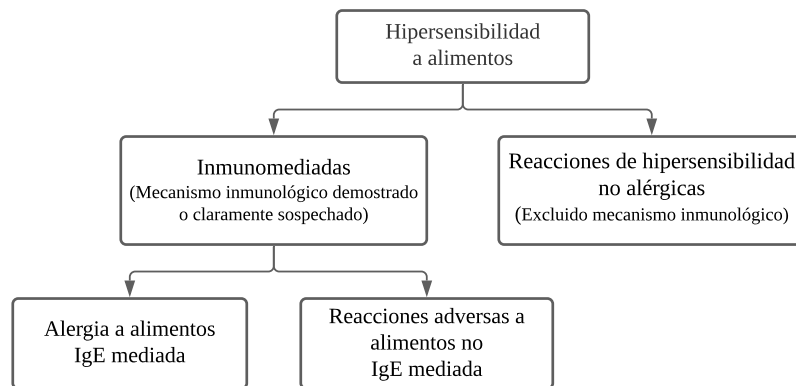 Hipersensibilidad
a alimentos
Inmunomediadas
(Mecanismo inmunológico demostrado
o claramente sospechado)
Reacciones de hipersensibilidad
no alérgicas
(Excluido mecanismo inmunológico)
Alergia a alimentos
IgE mediada
Reacciones adversas a
alimentos no
IgE mediada